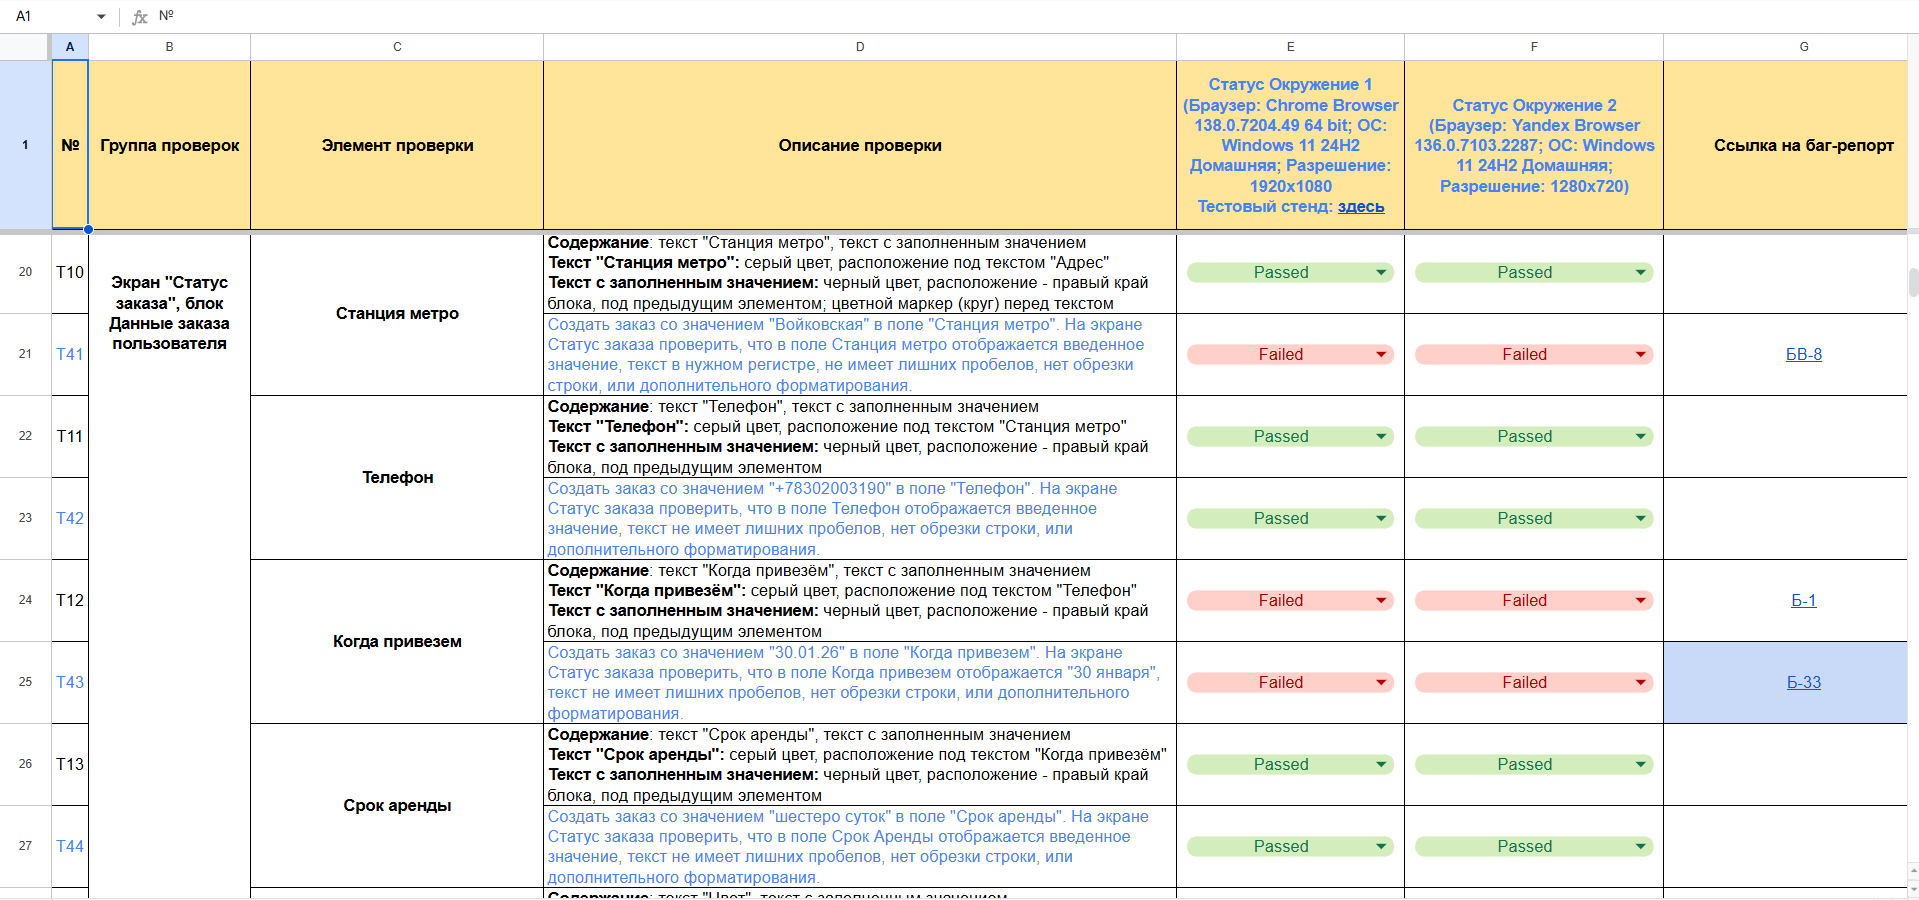 A1
fx
№
A
B
C
D
E
F
G
1
№
Группа проверок
Элемент проверки
Описание проверки
Статус Окружение 1
(Браузер: Chrome Browser
138.0.7204.49 64 bit; ОС:
Windows 11 24H2
Домашняя; Разрешение:
1920x1080
Тестовый стенд: здесь
Статус Окружение 2
(Браузер: Yandex Browser
136.0.7103.2287; ОС: Windows
11 24H2 Домашняя;
Разрешение: 1280x720)
Ссылка на баг-репорт
Экран "Статус
заказа", блок
Данные заказа
пользователя
20
T10
Станция метро
Содержание: текст "Станция метро", текст с заполненным значением
Текст "Станция метро": серый цвет, расположение под текстом "Адрес"
Текст с заполненным значением: черный цвет, расположение - правый край
блока, под предыдущим элементом; цветной маркер (круг) перед текстом
Passed
Passed
21
T41
Создать заказ со значением "Войковская" в поле "Станция метро". На экране
Статус заказа проверить, что в поле Станция метро отображается введенное
значение, текст в нужном регистре, не имеет лишних пробелов, нет обрезки
строки, или дополнительного форматирования.
Failed
Failed
БВ-8
22
T11
Телефон
Содержание: текст "Телефон", текст с заполненным значением
Текст "Телефон": серый цвет, расположение под текстом "Станция метро"
Текст с заполненным значением: черный цвет, расположение - правый край
блока, под предыдущим элементом
Passed
Passed
23
T42
Создать заказ со значением "+78302003190" в поле "Телефон". На экране
Статус заказа проверить, что в поле Телефон отображается введенное
значение, текст не имеет лишних пробелов, нет обрезки строки, или
дополнительного форматирования.
Passed
Passed
24
T12
Когда привезем
Содержание: текст "Когда привезём", текст с заполненным значением
Текст "Когда привезём": серый цвет, расположение под текстом "Телефон"
Текст с заполненным значением: черный цвет, расположение - правый край
блока, под предыдущим элементом
Failed
Failed
Б-1
25
T43
Создать заказ со значением "30.01.26" в поле "Когда привезем". На экране
Статус заказа проверить, что в поле Когда привезем отображается "30 января",
текст не имеет лишних пробелов, нет обрезки строки, или дополнительного
форматирования.
Failed
Failed
Б-33
26
T13
Срок аренды
Содержание: текст "Срок аренды", текст с заполненным значением
Текст "Срок аренды": серый цвет, расположение под текстом "Когда привезём"
Текст с заполненным значением: черный цвет, расположение - правый край
блока, под предыдущим элементом
Passed
Passed
27
T44
Создать заказ со значением "шестеро суток" в поле "Срок аренды". На экране
Статус заказа проверить, что в поле Срок Аренды отображается введенное
значение, текст не имеет лишних пробелов, нет обрезки строки, или
дополнительного форматирования.
Passed
Passed
Содержание: текст "Цвет", текст с заполненным значением